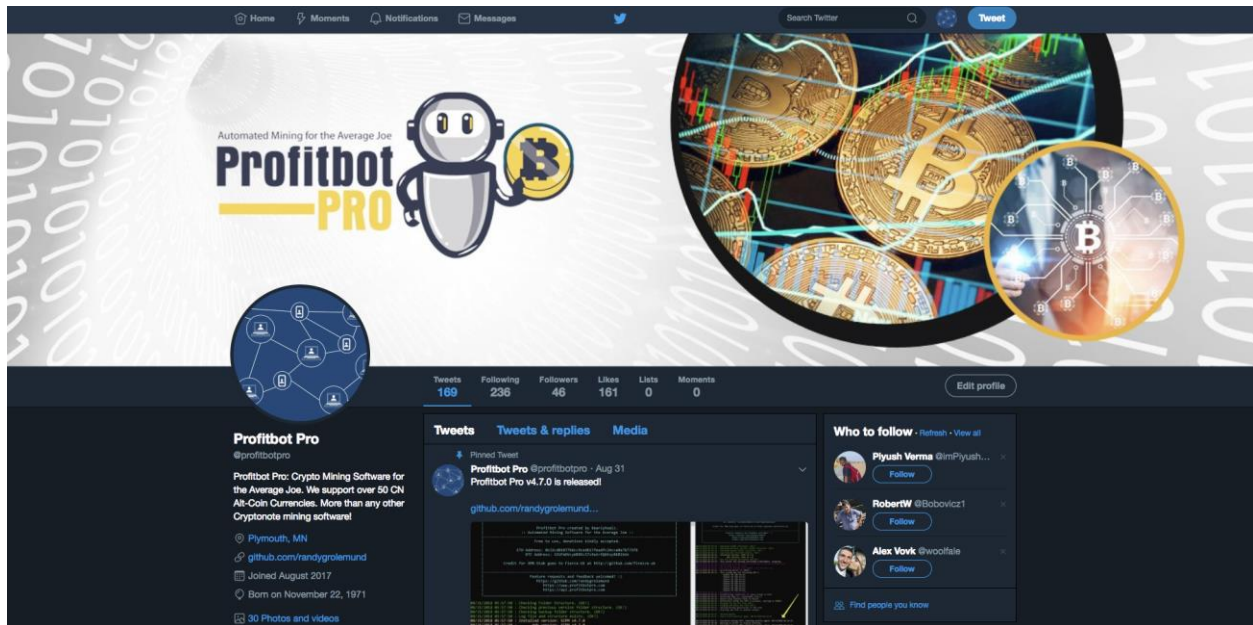 Home
Moments
Notifications
Messages
Search Twitter
Tweet
Automated Mining for the Average Joe
Profitbot
PRO
Tweets
169
Following
236
Followers
46
Likes
161
Lists
0
Moments
0
Edit profile
Profitbot Pro
@profitbotpro
Profitbot Pro: Crypto Mining Software for
the Average Joe. We support over 50 CN
Alt-Coin Currencies. More than any other
Cryptonote mining software!
Plymouth, MN
github.com/randygrolemund
Joined August 2017
Born on November 22, 1971
30 Photos and videos
Tweets
Tweets & replies
Media
Pinned Tweet
Profitbot Pro @profitbotpro · Aug 31
Profitbot Pro v4.7.0 is released!
github.com/randygrolemund…
Who to follow · Refresh · View all
Piyush Verma @imPiyush...
Follow
RobertW @Bobovicz1
Follow
Alex Vovk @woolfale
Follow
Find people you know